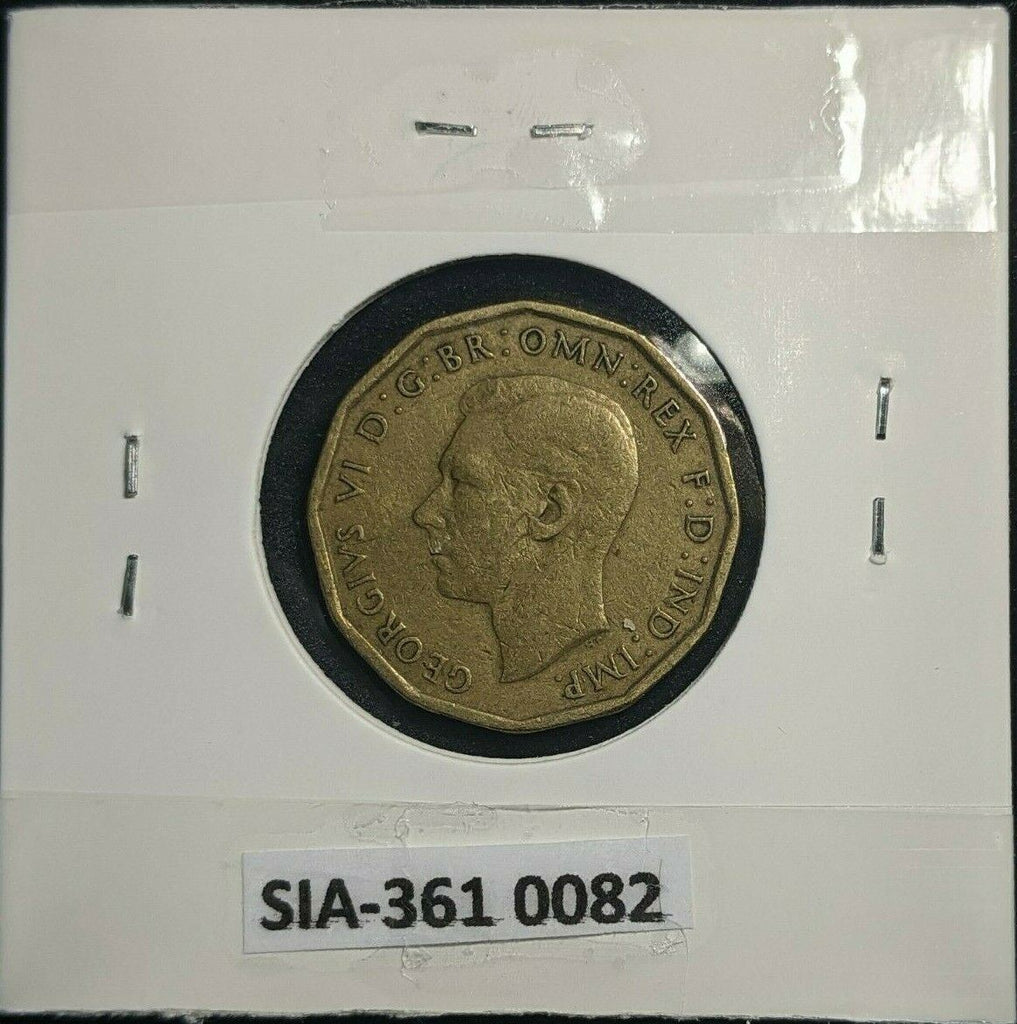 GEORGIVS VI D:G:BR:OMN:REX F:D:IND:IMP.
SIA-361 0082